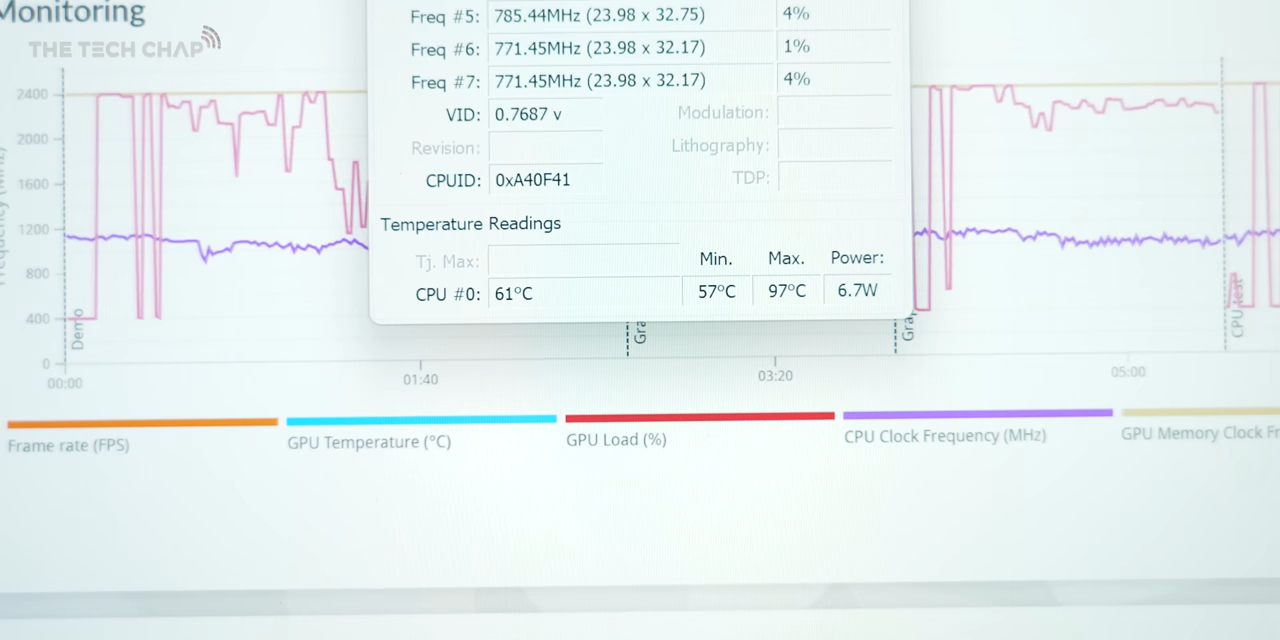 Monitoring
THE TECH CHAP
Freq #5: 785.44MHz (23.98 x 32.75) 4%
Freq #6: 771.45MHz (23.98 x 32.17) 1%
Freq #7: 771.45MHz (23.98 x 32.17) 4%
VID: 0.7687 v Modulation:
Revision: Lithography:
CPUID: 0xA40F41 TDP:
Temperature Readings
Tj. Max: Min. Max. Power:
CPU #0: 61°C 57°C 97°C 6.7W
2400
2000
1600
1200
800
400
0
Demo
Gra
Gra
CPU test
00:00 01:40 03:20 05:00
Frame rate (FPS) GPU Temperature (°C) GPU Load (%) CPU Clock Frequency (MHz) GPU Memory Clock Fr